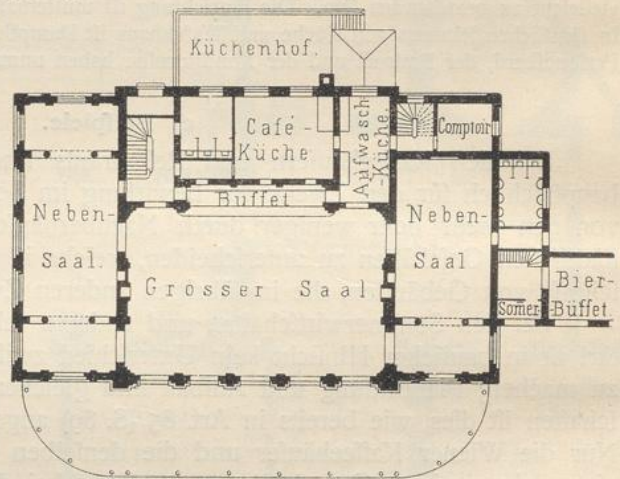 Küchenhof.
Café-
Küche
Aufwasch
-Küche.
Comptoir
Buffet
Neben-
Saal.
Grosser Saal
Neben-
Saal
Somer-
Bier-
Büffet.